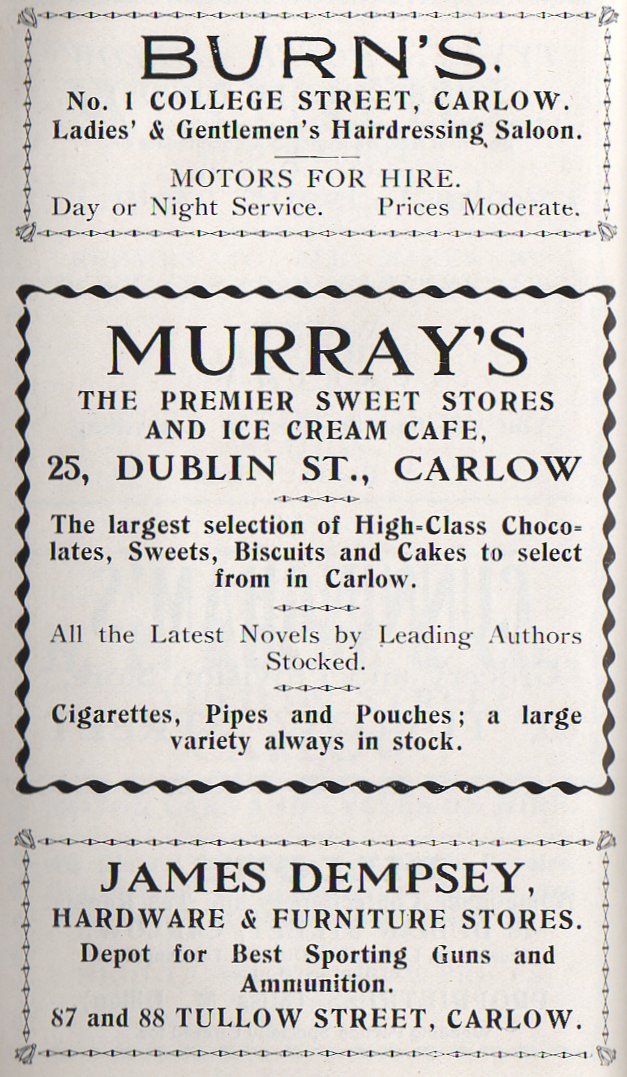 BURN'S.
No. 1 COLLEGE STREET, CARLOW.
Ladies' & Gentlemen's Hairdressing Saloon.
MOTORS FOR HIRE.
Day or Night Service. Prices Moderate.
MURRAY'S
THE PREMIER SWEET STORES
AND ICE CREAM CAFE,
25, DUBLIN ST., CARLOW
The largest selection of High=Class Choco=
lates, Sweets, Biscuits and Cakes to select
from in Carlow.
All the Latest Novels by Leading Authors
Stocked.
Cigarettes, Pipes and Pouches; a large
variety always in stock.
JAMES DEMPSEY,
HARDWARE & FURNITURE STORES.
Depot for Best Sporting Guns and
Ammunition.
87 and 88 TULLOW STREET, CARLOW.